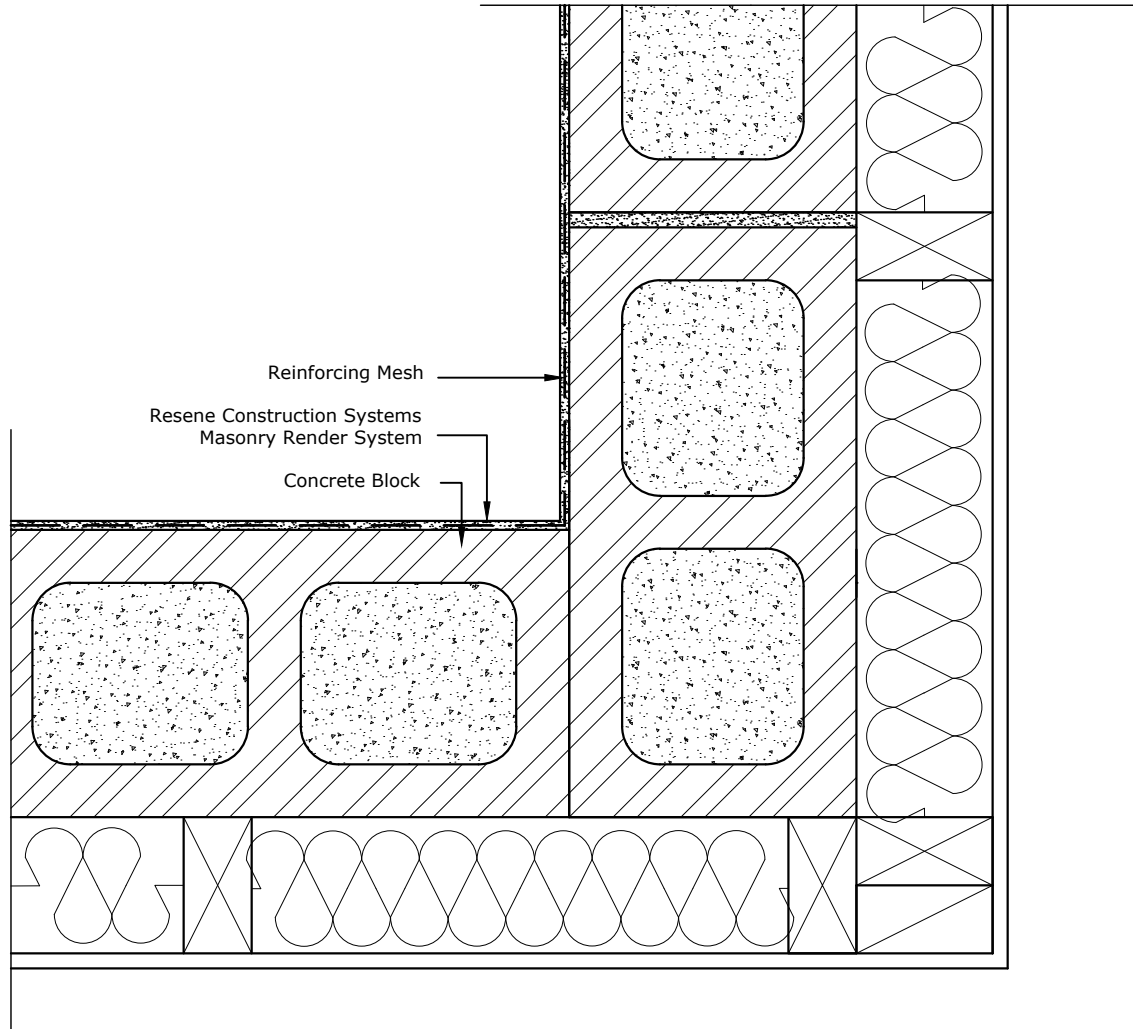 Reinforcing Mesh
Resene Construction Systems
Masonry Render System
Concrete Block